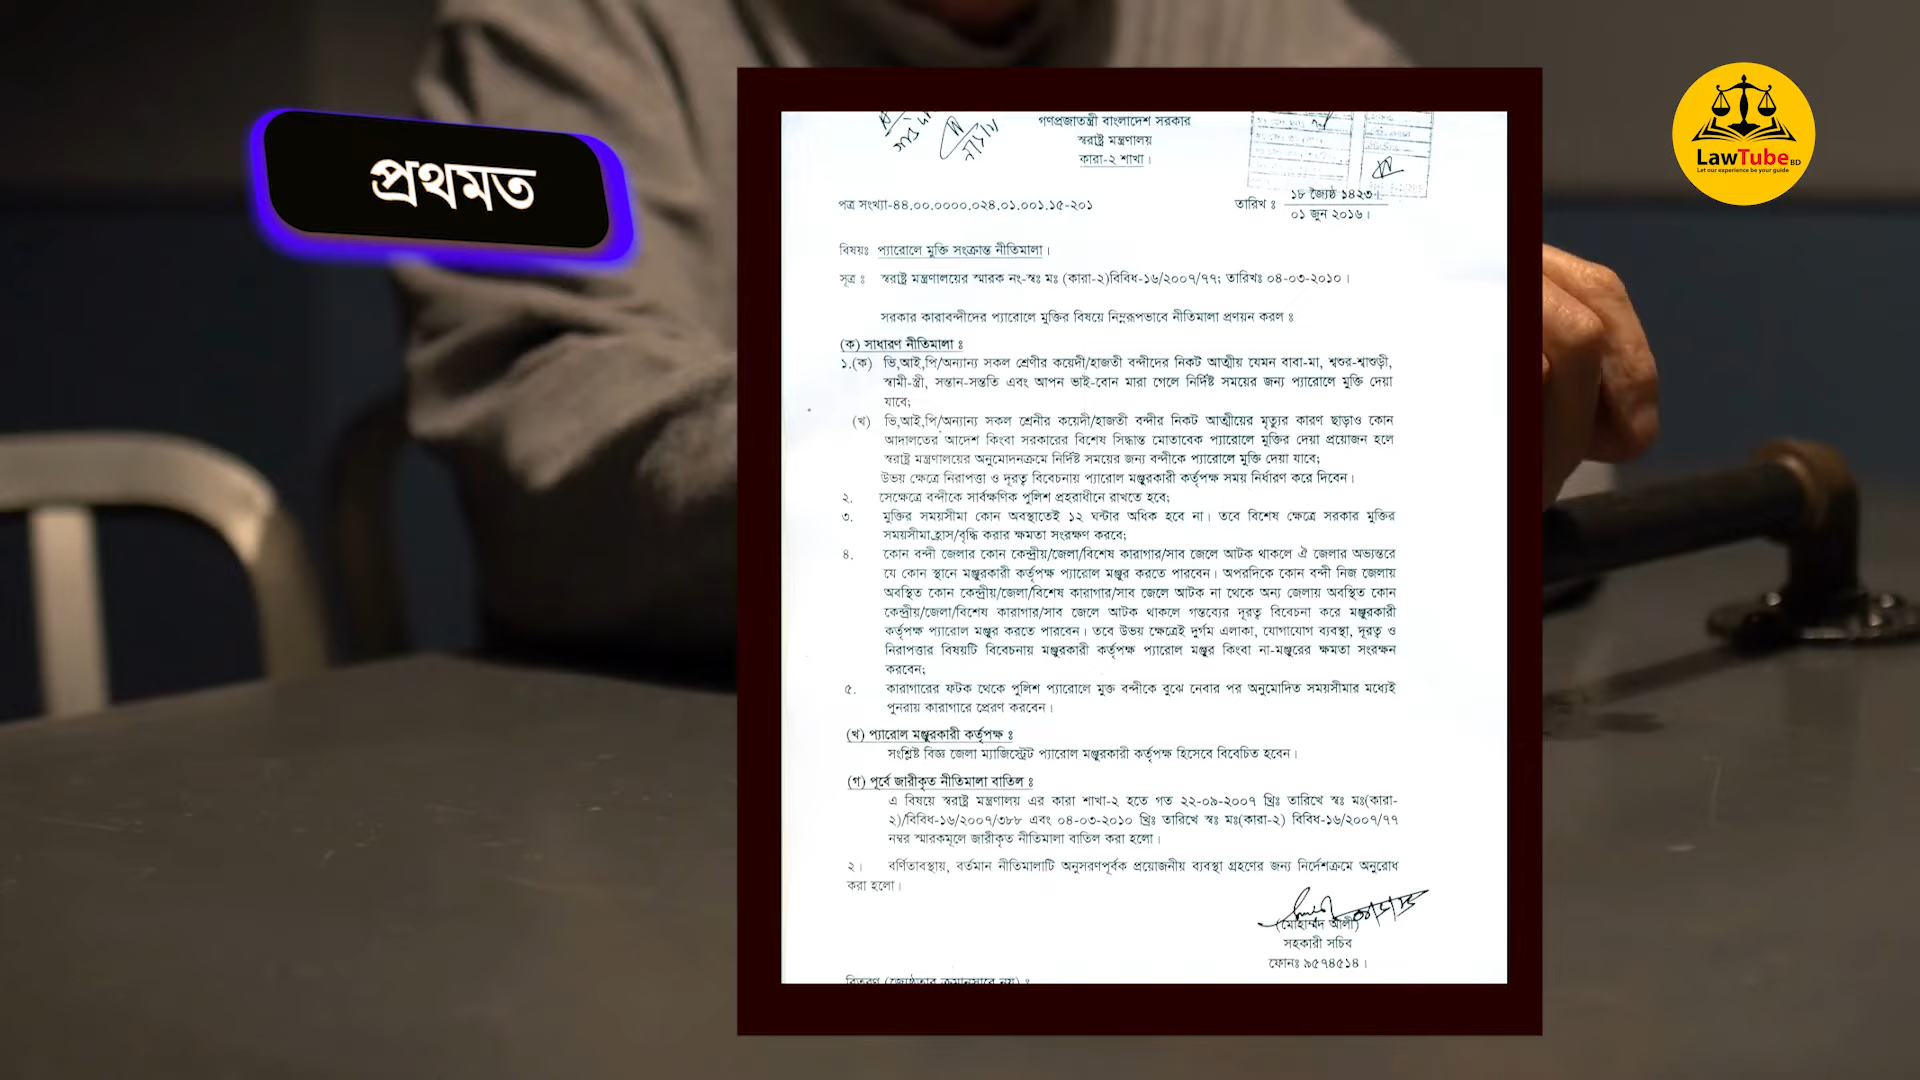 প্রথমত
LawTube BD
Let our experience be your guide
গণপ্রজাতন্ত্রী বাংলাদেশ সরকার
স্বরাষ্ট্র মন্ত্রণালয়
কারা-২ শাখা।
পত্র সংখ্যা-৪৪.০০.০০০০.০২৪.০১.০০১.১৫-২০১
তারিখ ঃ ১৮ জ্যৈষ্ঠ ১৪২৩।
০১ জুন ২০১৬।
বিষয়ঃ প্যারোলে মুক্তি সংক্রান্ত নীতিমালা।
সূত্র ঃ স্বরাষ্ট্র মন্ত্রণালয়ের স্মারক নং-স্বঃ মঃ (কারা-২)বিবিধ-১৬/২০০৭/৭৭; তারিখঃ ০৪-০৩-২০১০।
সরকার কারাবন্দীদের প্যারোলে মুক্তির বিষয়ে নিম্নরূপভাবে নীতিমালা প্রণয়ন করল ঃ
(ক) সাধারণ নীতিমালা ঃ
১.(ক) ভি,আই,পি/অন্যান্য সকল শ্রেণীর কয়েদী/হাজতী বন্দীদের নিকট আত্মীয় যেমন বাবা-মা, শ্বশুর-শ্বাশুড়ী,
স্বামী-স্ত্রী, সন্তান-সন্ততি এবং আপন ভাই-বোন মারা গেলে নির্দিষ্ট সময়ের জন্য প্যারোলে মুক্তি দেয়া
যাবে;
(খ) ভি,আই,পি/অন্যান্য সকল শ্রেনীর কয়েদী/হাজতী বন্দীর নিকট আত্মীয়ের মৃত্যুর কারণ ছাড়াও কোন
আদালতের আদেশ কিংবা সরকারের বিশেষ সিদ্ধান্ত মোতাবেক প্যারোলে মুক্তির দেয়া প্রয়োজন হলে
স্বরাষ্ট্র মন্ত্রণালয়ের অনুমোদনক্রমে নির্দিষ্ট সময়ের জন্য বন্দীকে প্যারোলে মুক্তি দেয়া যাবে;
উভয় ক্ষেত্রে নিরাপত্তা ও দূরত্ব বিবেচনায় প্যারোল মঞ্জুরকারী কর্তৃপক্ষ সময় নির্ধারণ করে দিবেন।
২. সেক্ষেত্রে বন্দীকে সার্বক্ষণিক পুলিশ প্রহরাধীনে রাখতে হবে;
৩. মুক্তির সময়সীমা কোন অবস্থাতেই ১২ ঘন্টার অধিক হবে না। তবে বিশেষ ক্ষেত্রে সরকার মুক্তির
সময়সীমা হ্রাস/বৃদ্ধি করার ক্ষমতা সংরক্ষণ করবে;
৪. কোন বন্দী জেলার কোন কেন্দ্রীয়/জেলা/বিশেষ কারাগার/সাব জেলে আটক থাকলে ঐ জেলার অভ্যন্তরে
যে কোন স্থানে মঞ্জুরকারী কর্তৃপক্ষ প্যারোল মঞ্জুর করতে পারবেন। অপরদিকে কোন বন্দী নিজ জেলায়
অবস্থিত কোন কেন্দ্রীয়/জেলা/বিশেষ কারাগার/সাব জেলে আটক না থেকে অন্য জেলায় অবস্থিত কোন
কেন্দ্রীয়/জেলা/বিশেষ কারাগার/সাব জেলে আটক থাকলে গন্তব্যের দূরত্ব বিবেচনা করে মঞ্জুরকারী
কর্তৃপক্ষ প্যারোল মঞ্জুর করতে পারবেন। তবে উভয় ক্ষেত্রেই দুর্গম এলাকা, যোগাযোগ ব্যবস্থা, দূরত্ব ও
নিরাপত্তার বিষয়টি বিবেচনায় মঞ্জুরকারী কর্তৃপক্ষ প্যারোল মঞ্জুর কিংবা না-মঞ্জুরের ক্ষমতা সংরক্ষন
করবেন;
৫. কারাগারের ফটক থেকে পুলিশ প্যারোলে মুক্ত বন্দীকে বুঝে নেবার পর অনুমোদিত সময়সীমার মধ্যেই
পুনরায় কারাগারে প্রেরণ করবেন।
(খ) প্যারোল মঞ্জুরকারী কর্তৃপক্ষ ঃ
সংশ্লিষ্ট বিজ্ঞ জেলা ম্যাজিস্ট্রেট প্যারোল মঞ্জুরকারী কর্তৃপক্ষ হিসেবে বিবেচিত হবেন।
(গ) পূর্বে জারীকৃত নীতিমালা বাতিল ঃ
এ বিষয়ে স্বরাষ্ট্র মন্ত্রণালয় এর কারা শাখা-২ হতে গত ২২-০৯-২০০৭ খ্রিঃ তারিখে স্বঃ মঃ(কারা-
২)/বিবিধ-১৬/২০০৭/৩৮৮ এবং ০৪-০৩-২০১০ খ্রিঃ তারিখে স্বঃ মঃ(কারা-২) বিবিধ-১৬/২০০৭/৭৭
নম্বর স্মারকমূলে জারীকৃত নীতিমালা বাতিল করা হলো।
২। বর্ণিতাবস্থায়, বর্তমান নীতিমালাটি অনুসরণপূর্বক প্রয়োজনীয় ব্যবস্থা গ্রহণের জন্য নির্দেশক্রমে অনুরোধ
করা হলো।
(মোহাম্মদ আলী)
সহকারী সচিব
ফোনঃ ৯৫৭৪৫১৪।
বিতরণ (জ্যেষ্ঠতার ক্রমানুসারে নয়) ঃ